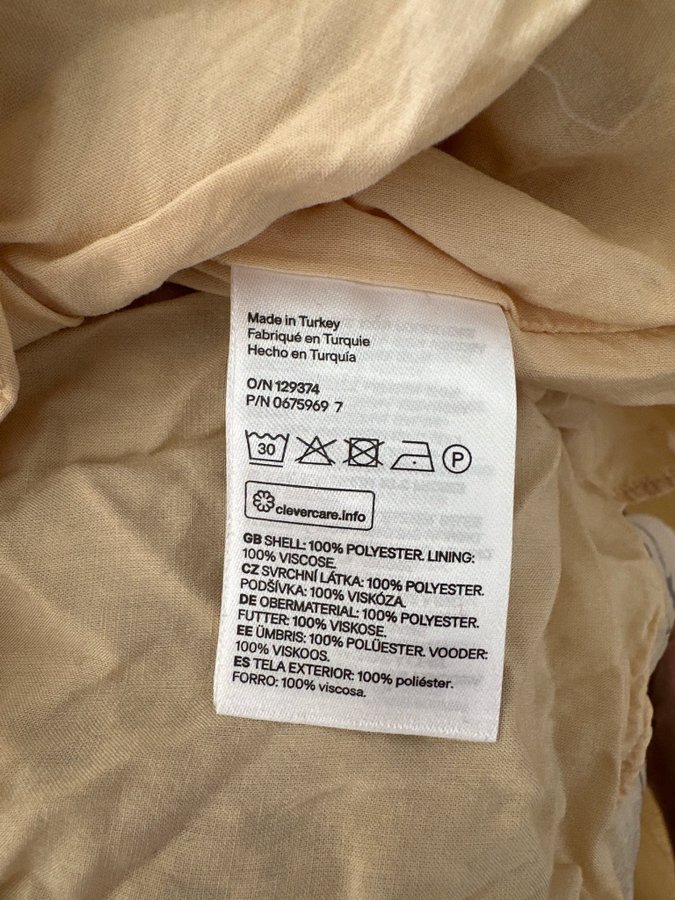 Made in Turkey
Fabriqué en Turquie
Hecho en Turquía
O/N 129374
P/N 0675969 7
30 P
clevercare.info
GB SHELL: 100% POLYESTER. LINING:
100% VISCOSE.
CZ SVRCHNÍ LÁTKA: 100% POLYESTER.
PODŠÍVKA: 100% VISKÓZA.
DE OBERMATERIAL: 100% POLYESTER.
FUTTER: 100% VISKOSE.
EE ÜMBRIS: 100% POLÜESTER. VOODER:
100% VISKOOS.
ES TELA EXTERIOR: 100% poliéster.
FORRO: 100% viscosa.